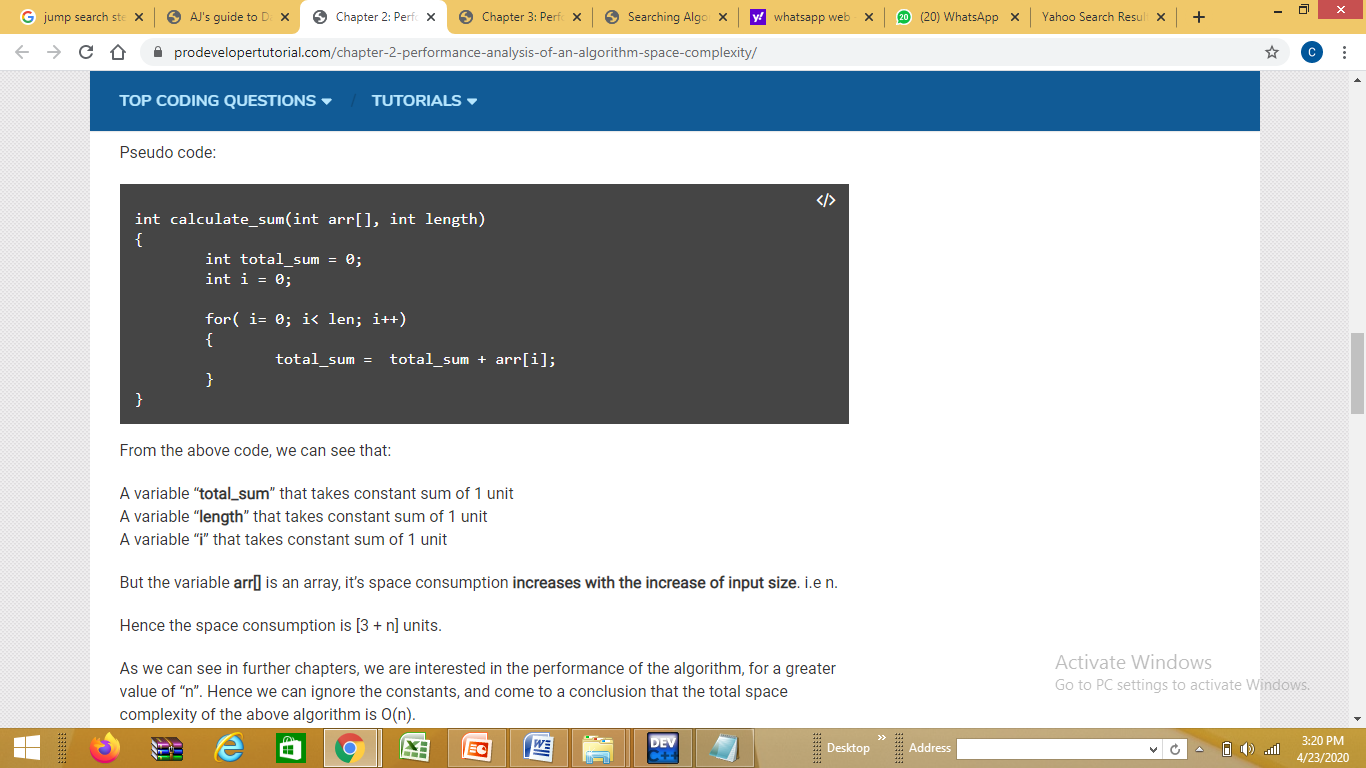 jump search ste
AJ's guide to D
Chapter 2: Perf
Chapter 3: Perf
Searching Algo
whatsapp web
20 (20) WhatsApp
Yahoo Search Resul
prodevelopertutorial.com/chapter-2-performance-analysis-of-an-algorithm-space-complexity/
C
TOP CODING QUESTIONS / TUTORIALS
Pseudo code:
</>
int calculate_sum(int arr[], int length)
{
int total_sum = 0;
int i = 0;
for( i= 0; i< len; i++)
{
total_sum =  total_sum + arr[i];
}
}
From the above code, we can see that:
A variable “total_sum” that takes constant sum of 1 unit
A variable “length” that takes constant sum of 1 unit
A variable “i” that takes constant sum of 1 unit
But the variable arr[] is an array, it’s space consumption increases with the increase of input size. i.e n.
Hence the space consumption is [3 + n] units.
As we can see in further chapters, we are interested in the performance of the algorithm, for a greater
value of “n”. Hence we can ignore the constants, and come to a conclusion that the total space
complexity of the above algorithm is O(n).
Activate Windows
Go to PC settings to activate Windows.
DEV C++
Desktop
Address
3:20 PM
4/23/2020